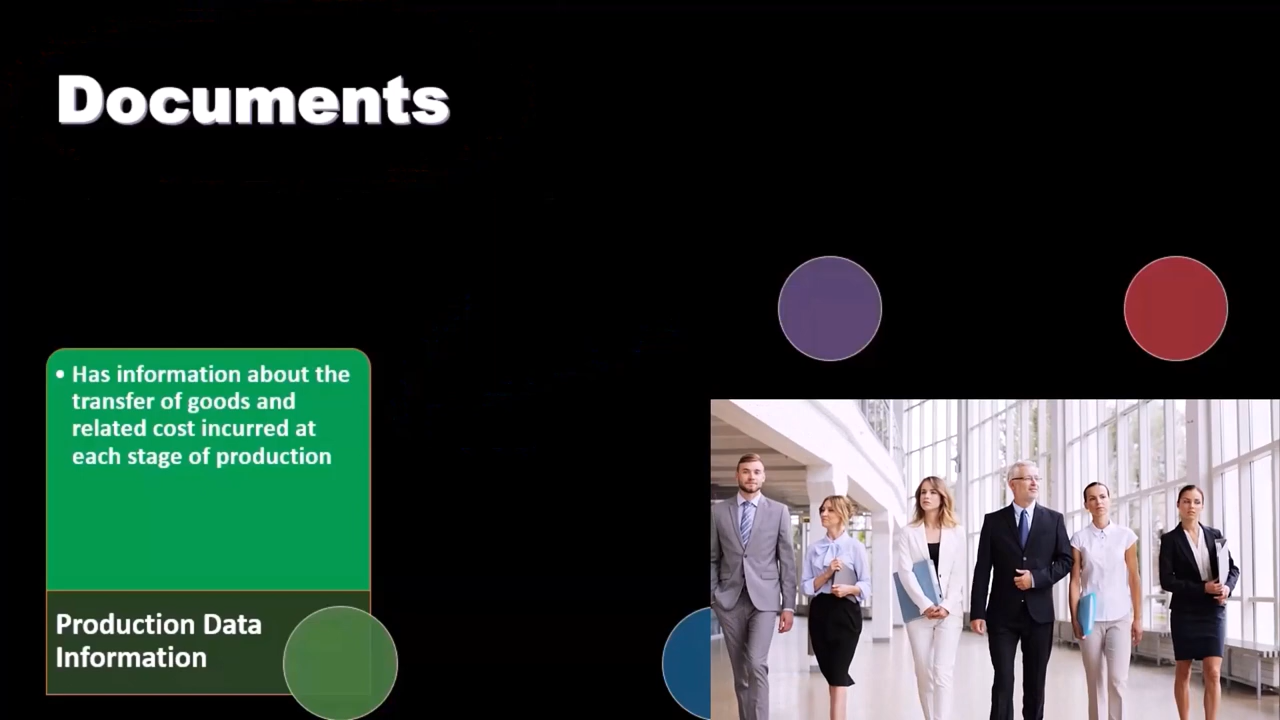 Documents
• Has information about the
transfer of goods and
related cost incurred at
each stage of production
Production Data
Information